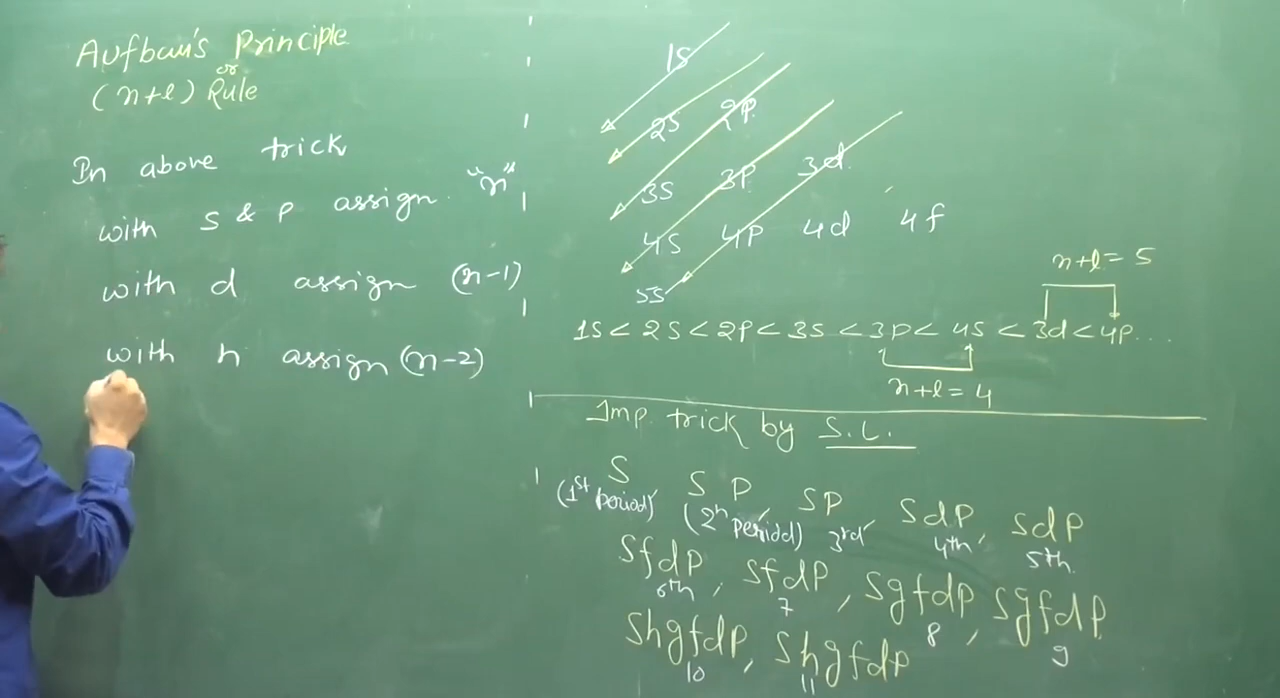 Aufbau's Principle
or
(n+l) Rule
In above trick
with s & p assign "n"
with d assign (n-1)
with h assign (n-2)
1s
2s 2p
3s 3p 3d
4s 4p 4d 4f
5s
n+l = 5
1s < 2s < 2p < 3s < 3p < 4s < 3d < 4p....
n+l = 4
Imp. trick by S.L.
S SP, SP, SdP, SdP
(1st period) (2n peridd) 3rd 4th 5th
Sfdp, Sfdp, Sgfdp, Sgfdp
6th 7 8 9
Shgfdp, Shgfdp
10 11